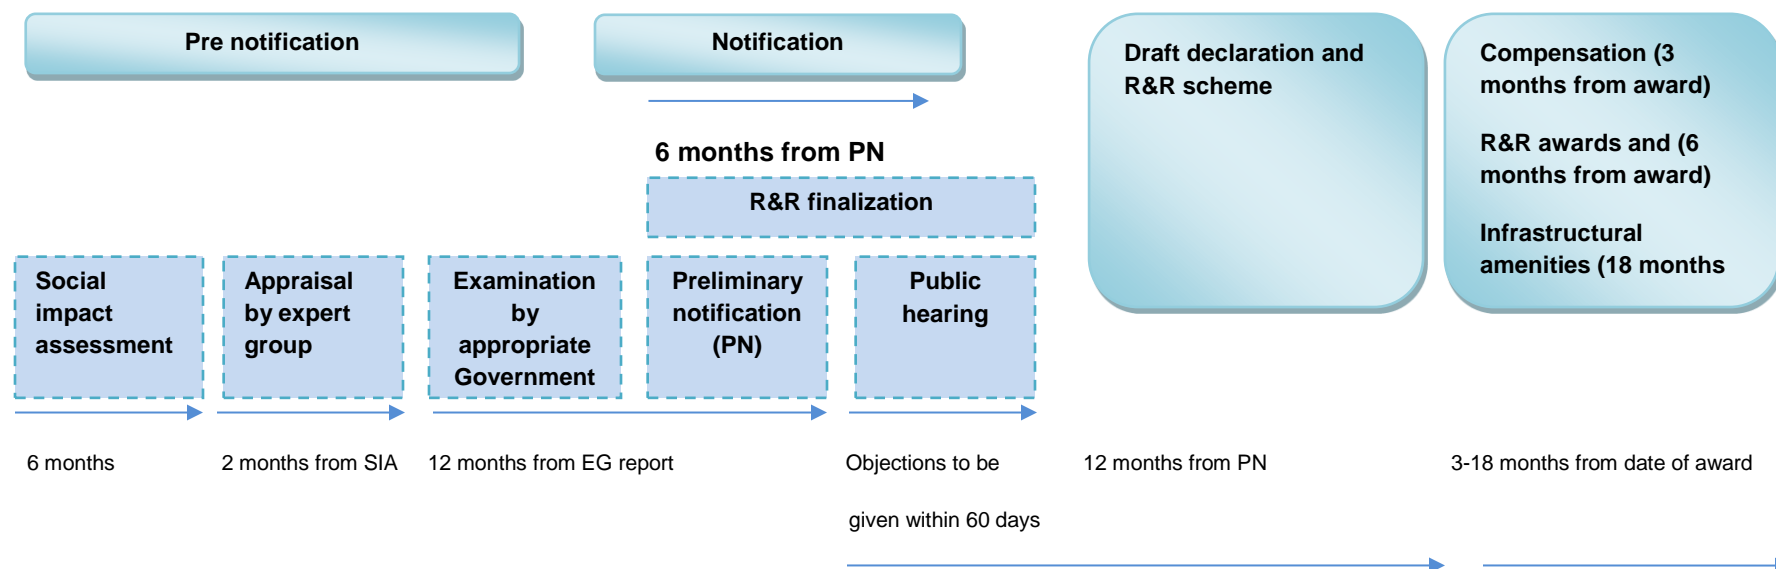 Pre notification
Notification
6 months from PN
R&R finalization
Social
impact
assessment
Appraisal
by expert
group
Examination
by
appropriate
Government
Preliminary
notification
(PN)
Public
hearing
Draft declaration and
R&R scheme
Compensation (3
months from award)
R&R awards and (6
months from award)
Infrastructural
amenities (18 months
6 months
2 months from SIA
12 months from EG report
Objections to be
given within 60 days
12 months from PN
3-18 months from date of award